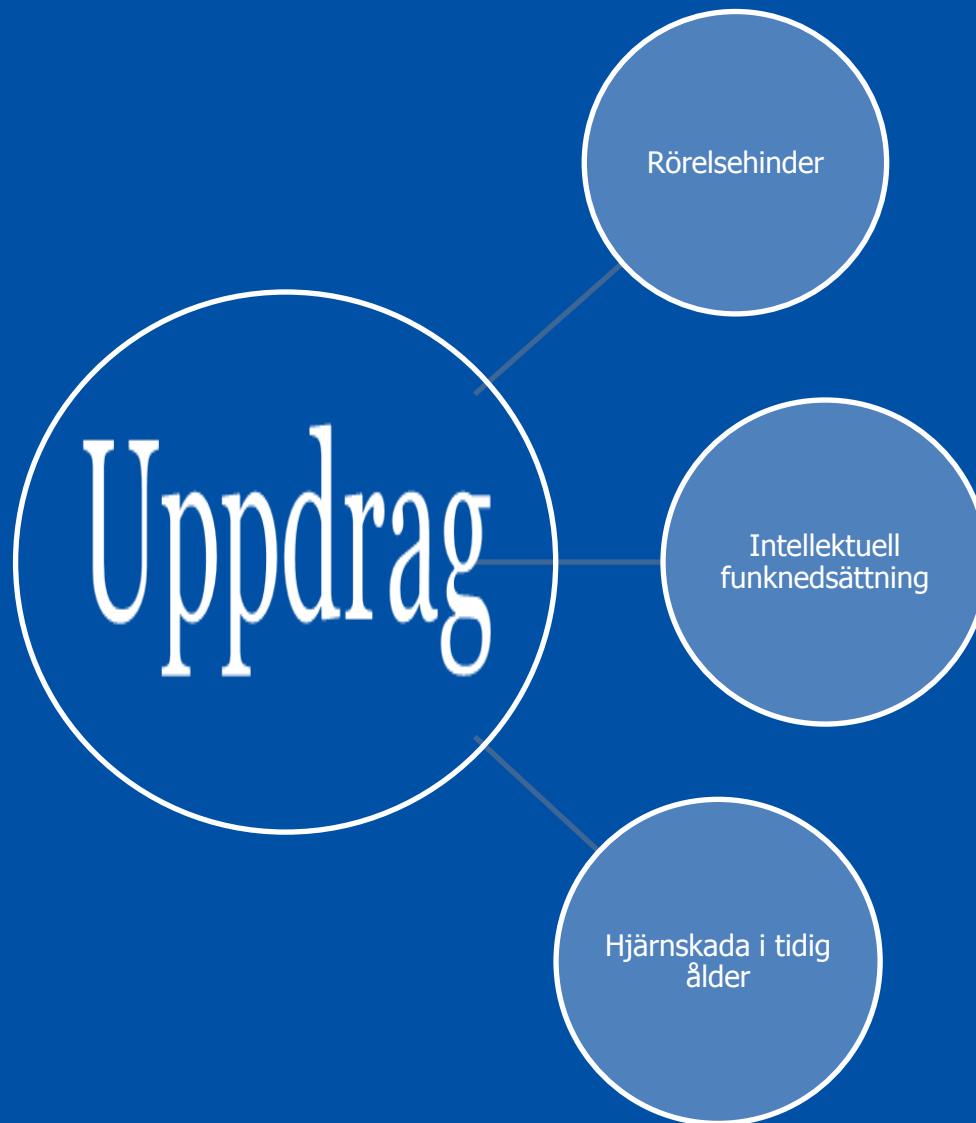 Uppdrag
Rörelsehinder
Intellektuell
funknedsättning
Hjärnskada i tidig
ålder